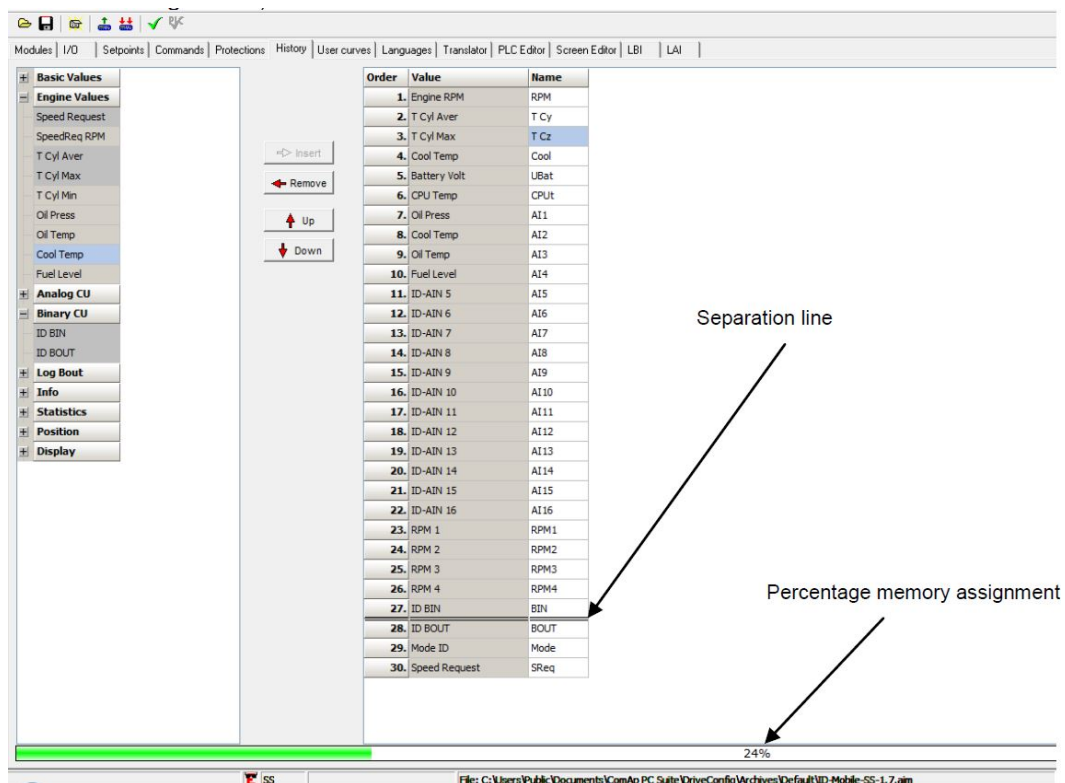 Modules I/O Setpoints Commands Protections History User curves Languages Translator PLC Editor Screen Editor LBI LAI
Basic Values
Engine Values
Speed Request
SpeedReq RPM
T Cyl Aver
T Cyl Max
T Cyl Min
Oil Press
Oil Temp
Cool Temp
Fuel Level
Analog CU
Binary CU
ID BIN
ID BOUT
Log Bout
Info
Statistics
Position
Display
Insert
Remove
Up
Down
Order Value Name
1. Engine RPM RPM
2. T Cyl Aver T Cy
3. T Cyl Max T Cz
4. Cool Temp Cool
5. Battery Volt UBat
6. CPU Temp CPUt
7. Oil Press AI1
8. Cool Temp AI2
9. Oil Temp AI3
10. Fuel Level AI4
11. ID-AIN 5 AI5
12. ID-AIN 6 AI6
13. ID-AIN 7 AI7
14. ID-AIN 8 AI8
15. ID-AIN 9 AI9
16. ID-AIN 10 AI10
17. ID-AIN 11 AI11
18. ID-AIN 12 AI12
19. ID-AIN 13 AI13
20. ID-AIN 14 AI14
21. ID-AIN 15 AI15
22. ID-AIN 16 AI16
23. RPM 1 RPM1
24. RPM 2 RPM2
25. RPM 3 RPM3
26. RPM 4 RPM4
27. ID BIN BIN
28. ID BOUT BOUT
29. Mode ID Mode
30. Speed Request SReq
Separation line
Percentage memory assignment
24%
SS File: C:\Users\Public\Documents\ComAp PC Suite\DriveConfig\Archives\Default\ID-Mobile-SS-1.7.aim